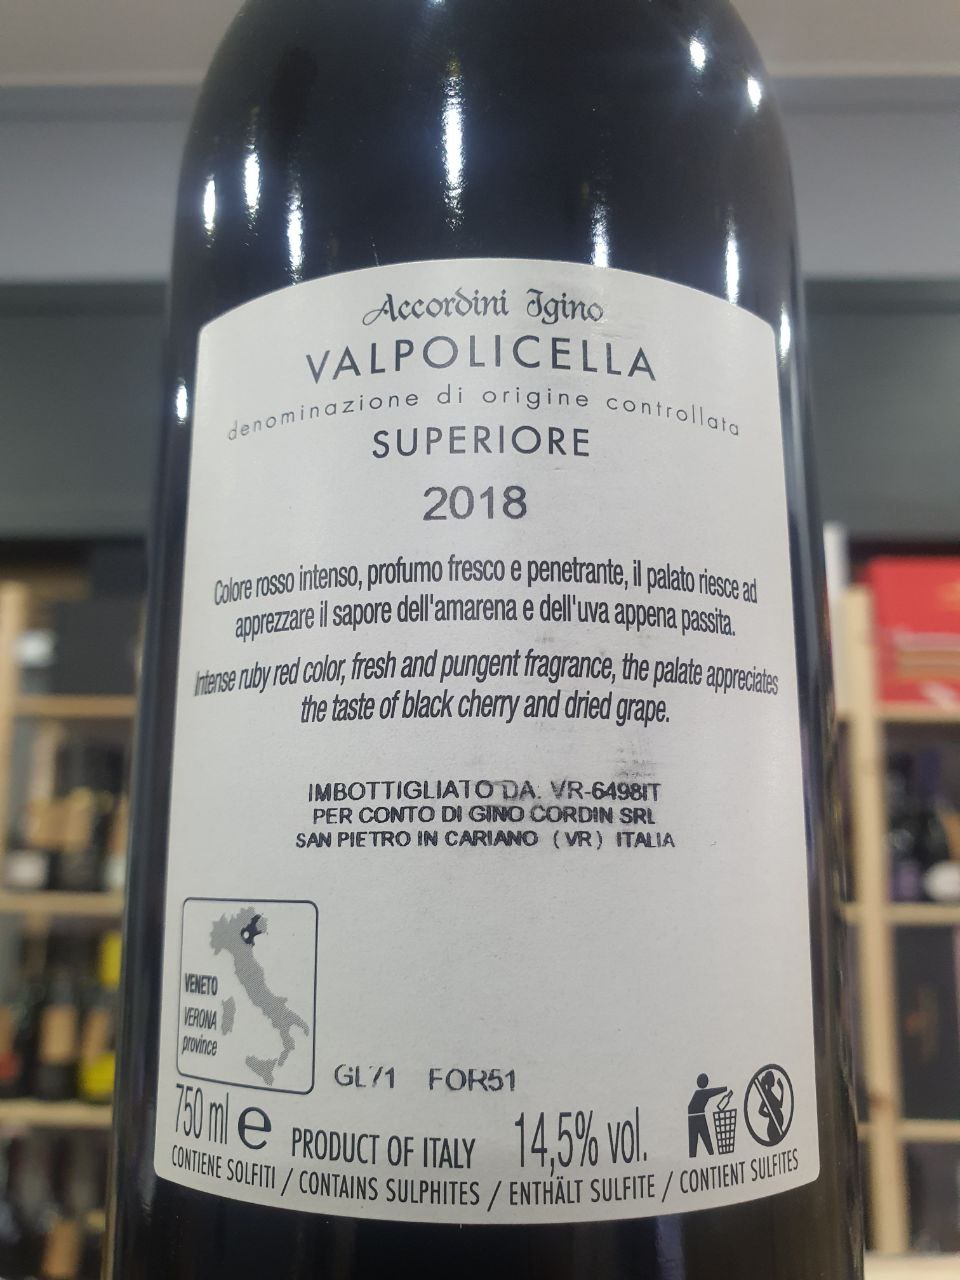 Accordini Igino
VALPOLICELLA
denominazione di origine controllata
SUPERIORE
2018
Colore rosso intenso, profumo fresco e penetrante, il palato riesce ad
apprezzare il sapore dell'amarena e dell'uva appena passita.
Intense ruby red color, fresh and pungent fragrance, the palate appreciates
the taste of black cherry and dried grape.
IMBOTTIGLIATO DA. VR-6498IT
PER CONTO DI GINO CORDIN SRL
SAN PIETRO IN CARIANO (VR) ITALIA
VENETO
VERONA
province
GL71 FOR51
750 ml e PRODUCT OF ITALY 14,5% vol.
CONTIENE SOLFITI / CONTAINS SULPHITES / ENTHÄLT SULFITE / CONTIENT SULFITES